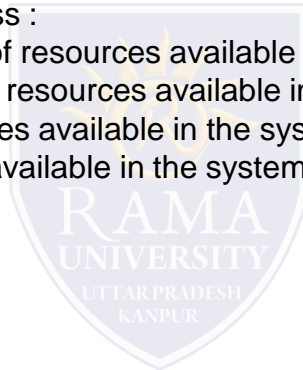 ss :
of resources available
resources available in
es available in the sys
available in the system
RAMA
UNIVERSITY
UTTAR PRADESH
KANPUR